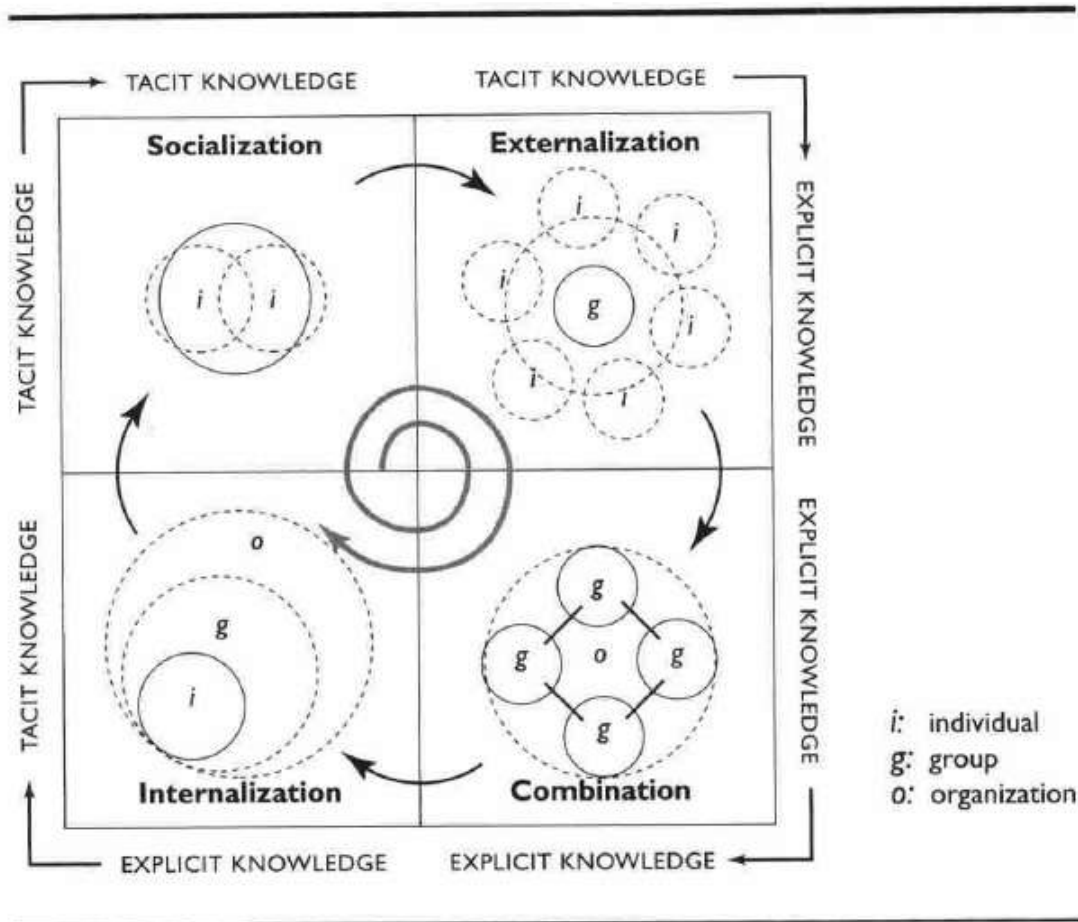 TACIT KNOWLEDGE
TACIT KNOWLEDGE
TACIT KNOWLEDGE
Socialization
i
i
Externalization
i
i
i
g
i
i
i
EXPLICIT KNOWLEDGE
TACIT KNOWLEDGE
o
g
i
Internalization
g
g
o
g
g
Combination
EXPLICIT KNOWLEDGE
EXPLICIT KNOWLEDGE
EXPLICIT KNOWLEDGE
i: individual
g: group
o: organization